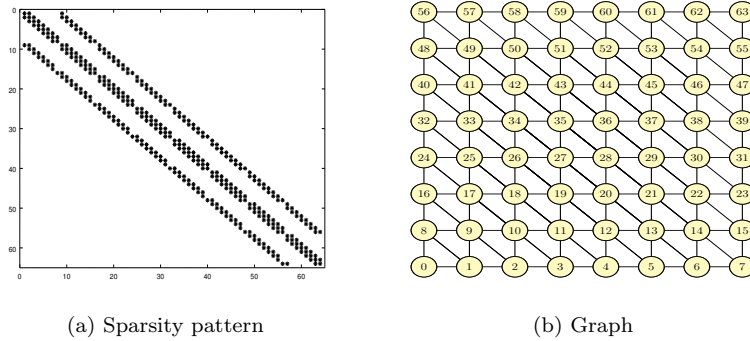 0
10
20
30
40
50
60
0 10 20 30 40 50 60
(a) Sparsity pattern
56 57 58 59 60 61 62 63
48 49 50 51 52 53 54 55
40 41 42 43 44 45 46 47
32 33 34 35 36 37 38 39
24 25 26 27 28 29 30 31
16 17 18 19 20 21 22 23
8 9 10 11 12 13 14 15
0 1 2 3 4 5 6 7
(b) Graph